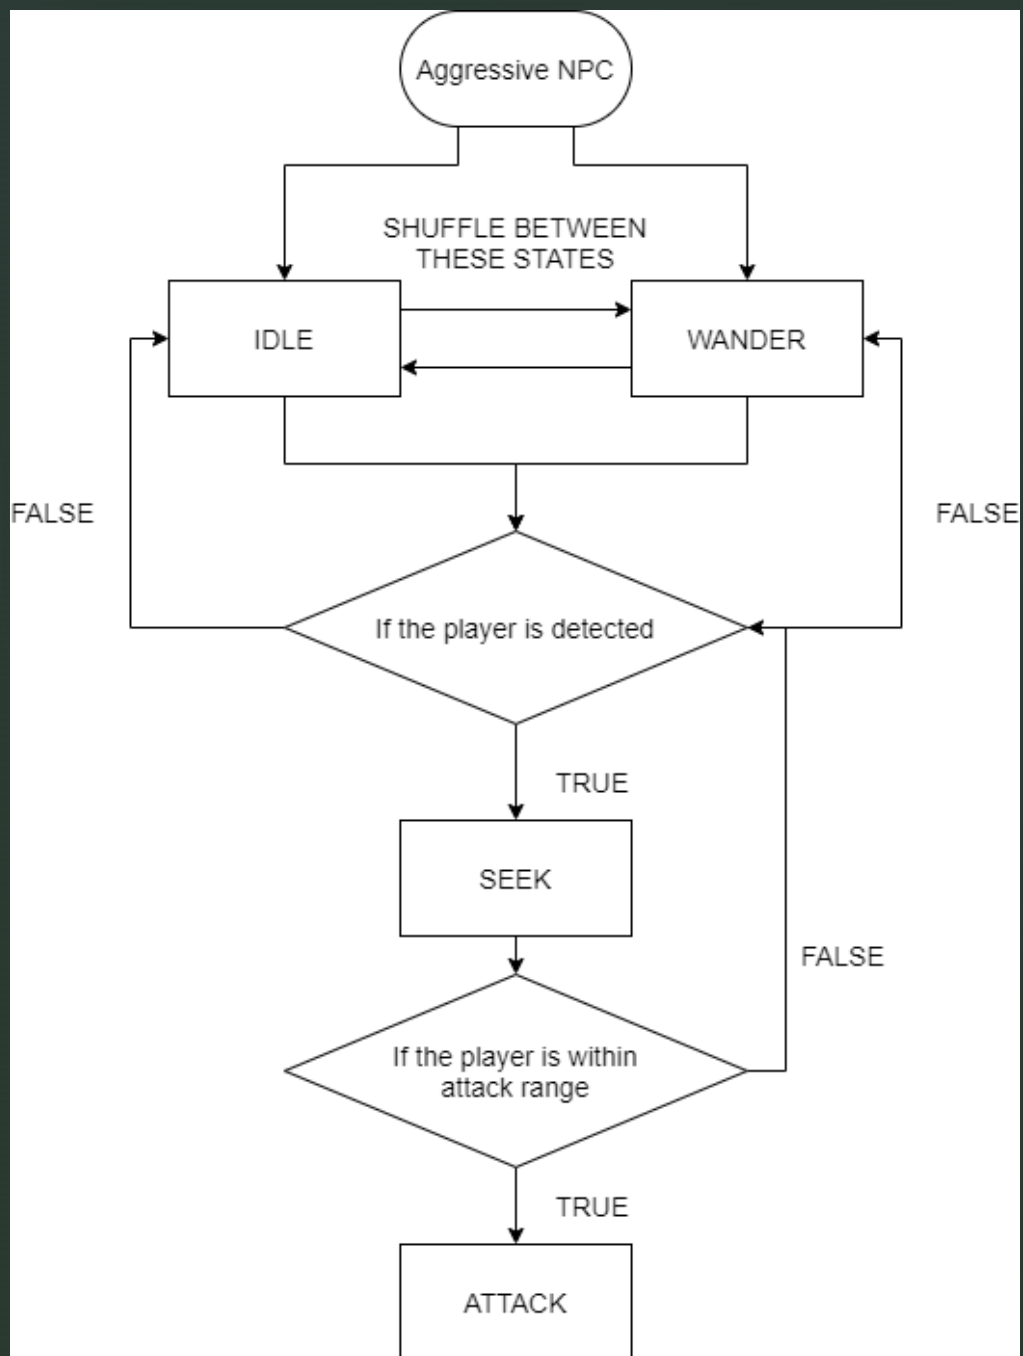 Aggressive NPC
SHUFFLE BETWEEN
THESE STATES
IDLE
WANDER
FALSE
FALSE
If the player is detected
TRUE
SEEK
FALSE
If the player is within
attack range
TRUE
ATTACK